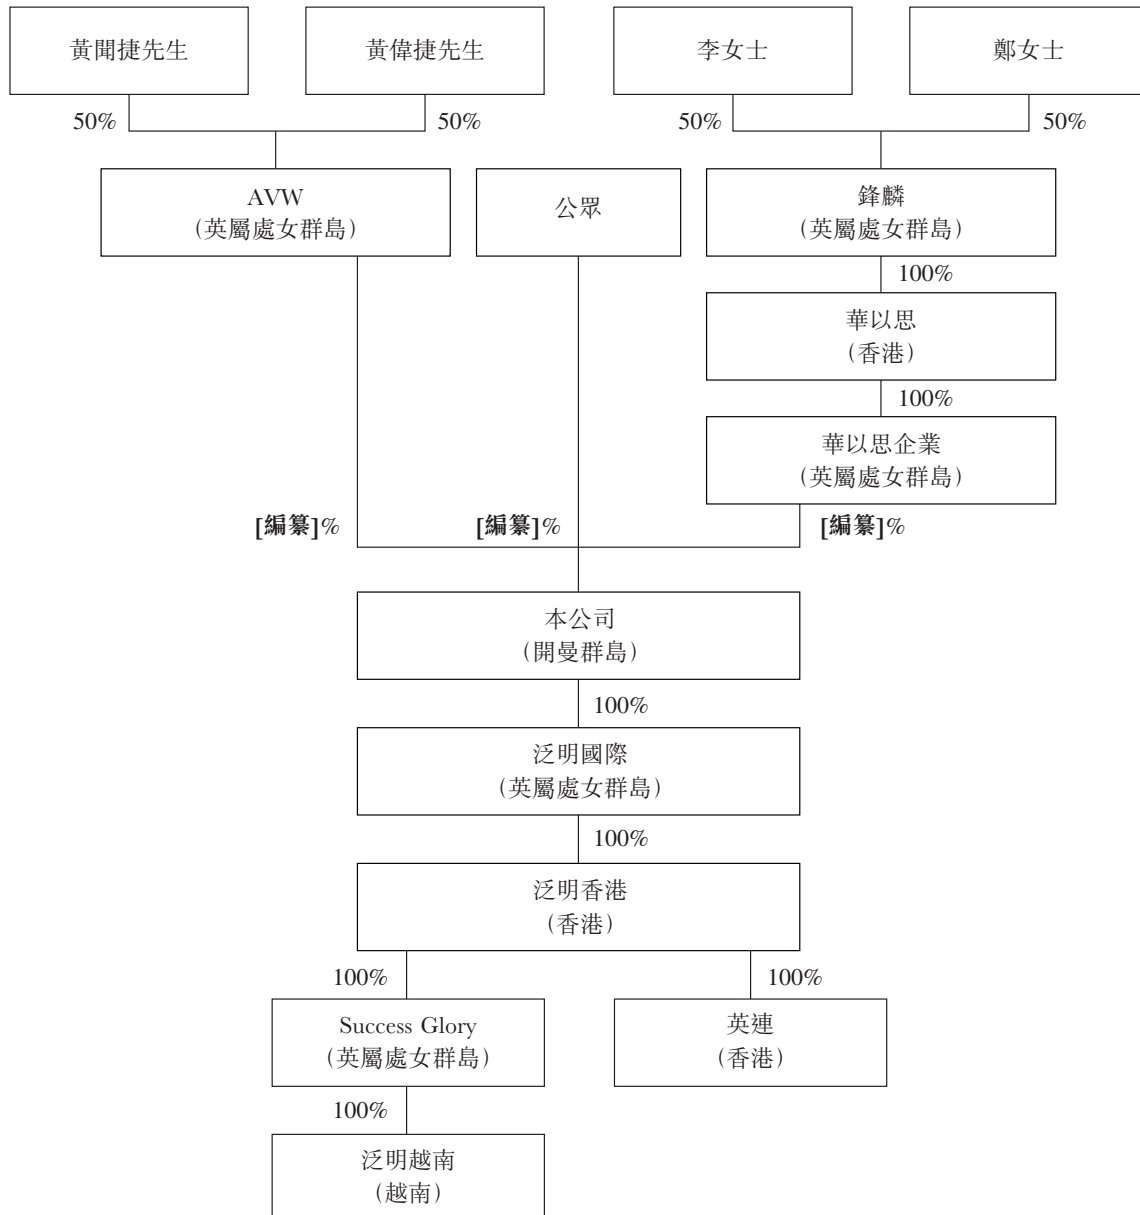 黃聞捷先生
黃偉捷先生
李女士
鄭女士
50%
50%
50%
50%
AVW
（英屬處女群島）
公眾
鋒麟
（英屬處女群島）
100%
華以思
（香港）
100%
華以思企業
（英屬處女群島）
[編纂]%
[編纂]%
[編纂]%
本公司
（開曼群島）
100%
泛明國際
（英屬處女群島）
100%
泛明香港
（香港）
100%
100%
Success Glory
（英屬處女群島）
英連
（香港）
100%
泛明越南
（越南）